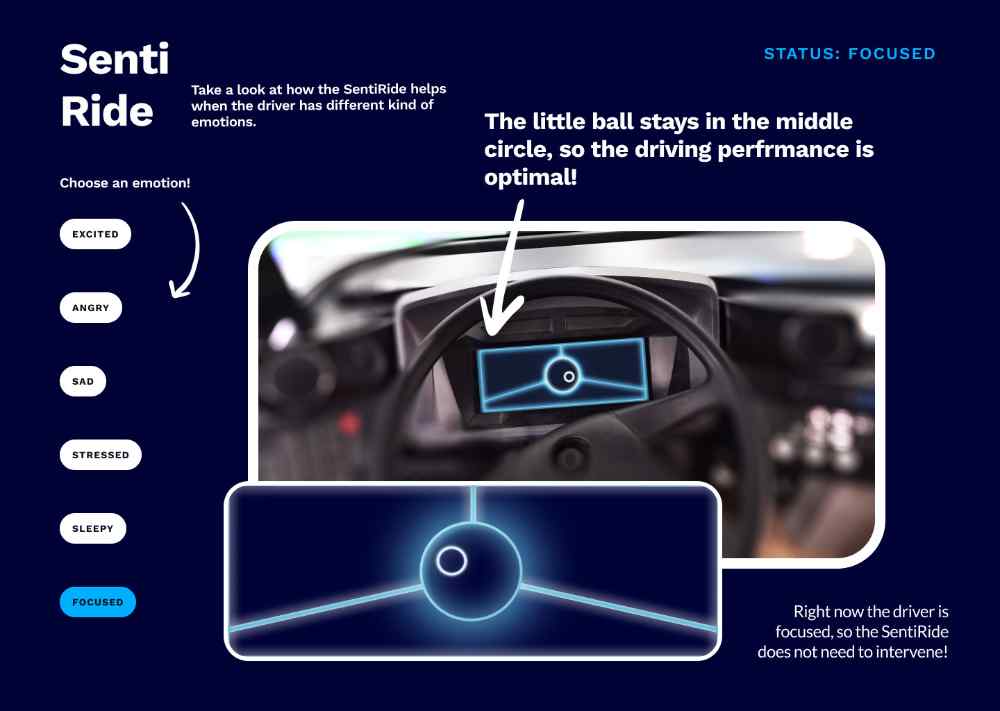 Senti
Ride
Take a look at how the SentiRide helps
when the driver has different kind of
emotions.
STATUS: FOCUSED
The little ball stays in the middle
circle, so the driving perfrmance is
optimal!
Choose an emotion!
EXCITED
ANGRY
SAD
STRESSED
SLEEPY
FOCUSED
Right now the driver is
focused, so the SentiRide
does not need to intervene!